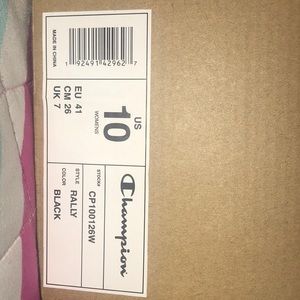 Champion
STOCK# CP100126W
STYLE RALLY
COLOR BLACK
US
10
WOMENS
EU 41
CM 26
UK 7
1 92491 42962 7
MADE IN CHINA